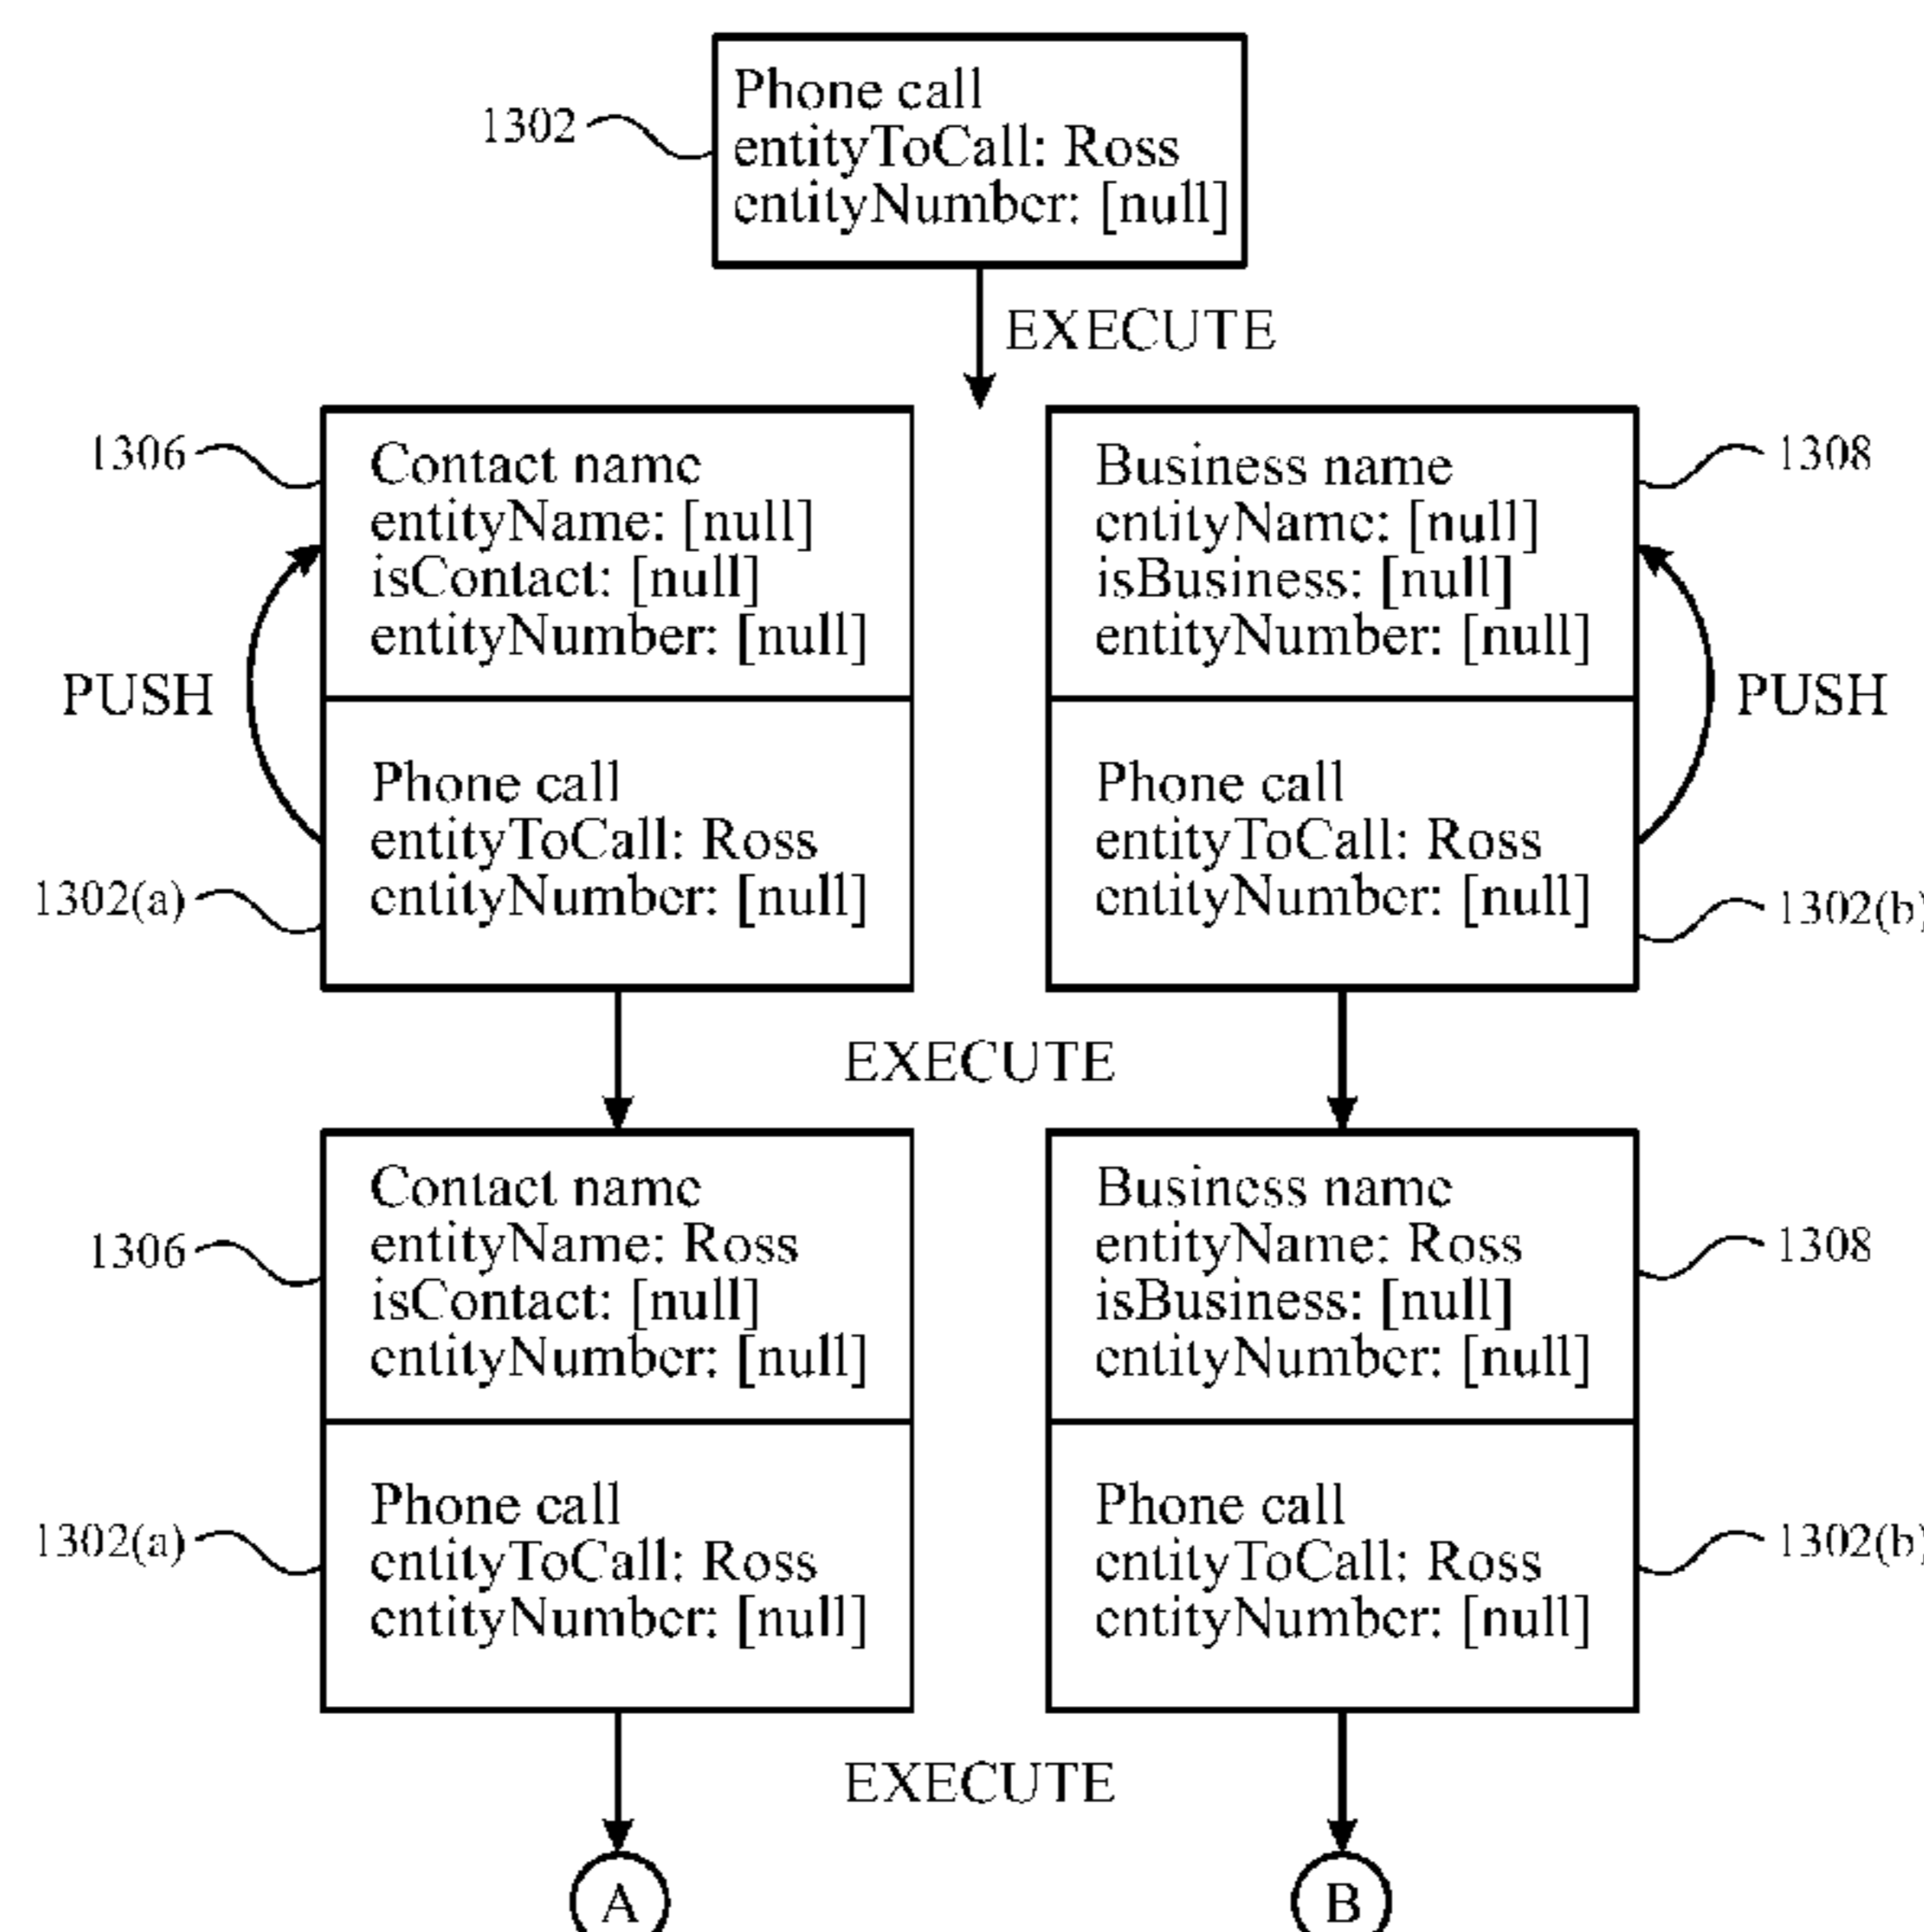 1302
Phone call
entityToCall: Ross
entityNumber: [null]
EXECUTE
1306
Contact name
entityName: [null]
isContact: [null]
entityNumber: [null]
PUSH
Phone call
entityToCall: Ross
entityNumber: [null]
1302(a)
Business name
entityName: [null]
isBusiness: [null]
entityNumber: [null]
1308
PUSH
Phone call
entityToCall: Ross
entityNumber: [null]
1302(b)
EXECUTE
1306
Contact name
entityName: Ross
isContact: [null]
entityNumber: [null]
1302(a)
Phone call
entityToCall: Ross
entityNumber: [null]
Business name
entityName: Ross
isBusiness: [null]
entityNumber: [null]
1308
Phone call
entityToCall: Ross
entityNumber: [null]
1302(b)
EXECUTE
A
B